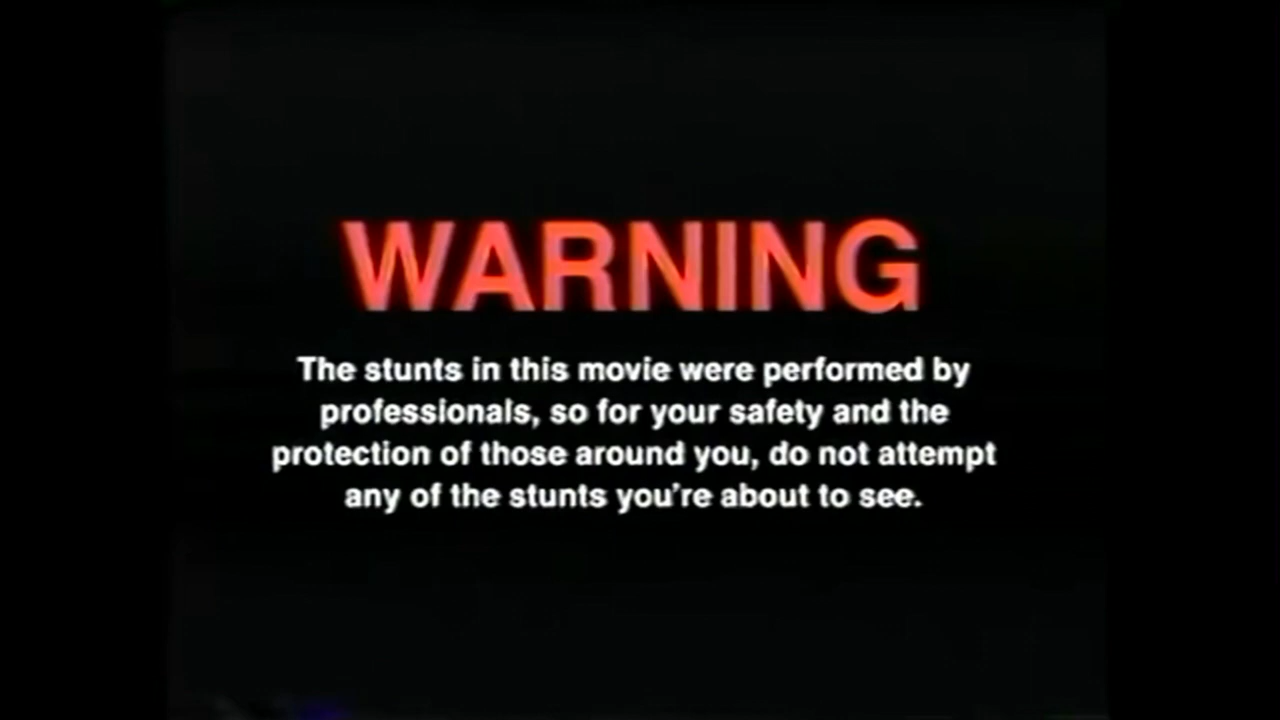 WARNING
The stunts in this movie were performed by
professionals, so for your safety and the
protection of those around you, do not attempt
any of the stunts you're about to see.